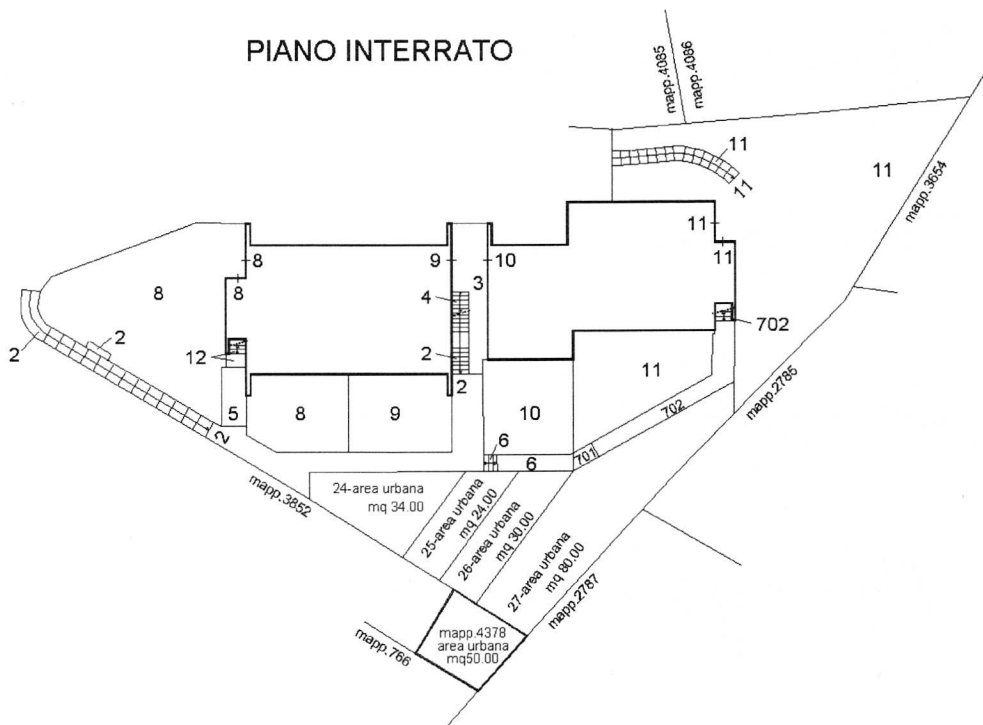 PIANO INTERRATO
mapp.4085
mapp.4086
11
11
11
mapp.3654
11
11
8
9
10
3
8
8
4
702
2
2
2
12
2
11
mapp.2785
5
8
9
10
702
2
6
701
6
mapp.3852
24-area urbana
mq 34.00
25-area urbana
mq 24.00
26-area urbana
mq 30.00
27-area urbana
mq 80.00
mapp.2787
mapp.4378
area urbana
mq50.00
mapp.766